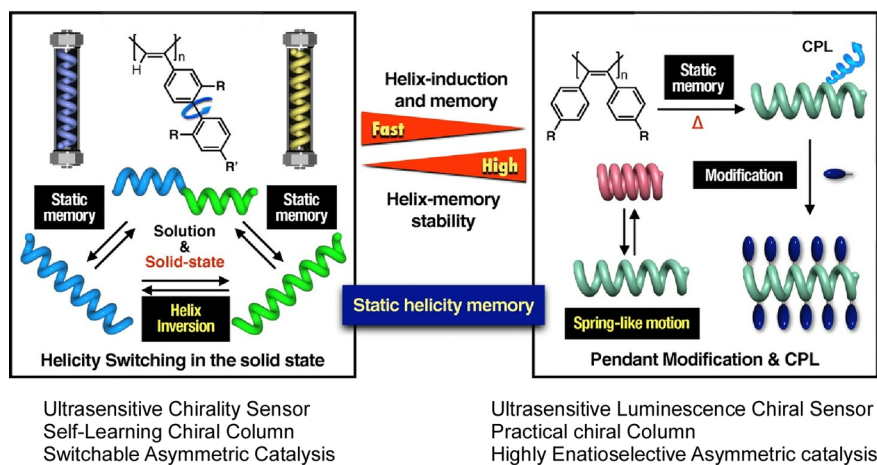 H
n
R
R
R'
Static
memory
Static
memory
Solution
&
Solid-state
Helix
Inversion
Helicity Switching in the solid state
Helix-induction
and memory
Fast
High
Helix-memory
stability
Static helicity memory
n
R
R
Static
memory
Δ
CPL
Modification
Spring-like motion
Pendant Modification & CPL
Ultrasensitive Chirality Sensor
Self-Learning Chiral Column
Switchable Asymmetric Catalysis
Ultrasensitive Luminescence Chiral Sensor
Practical chiral Column
Highly Enatioselective Asymmetric catalysis